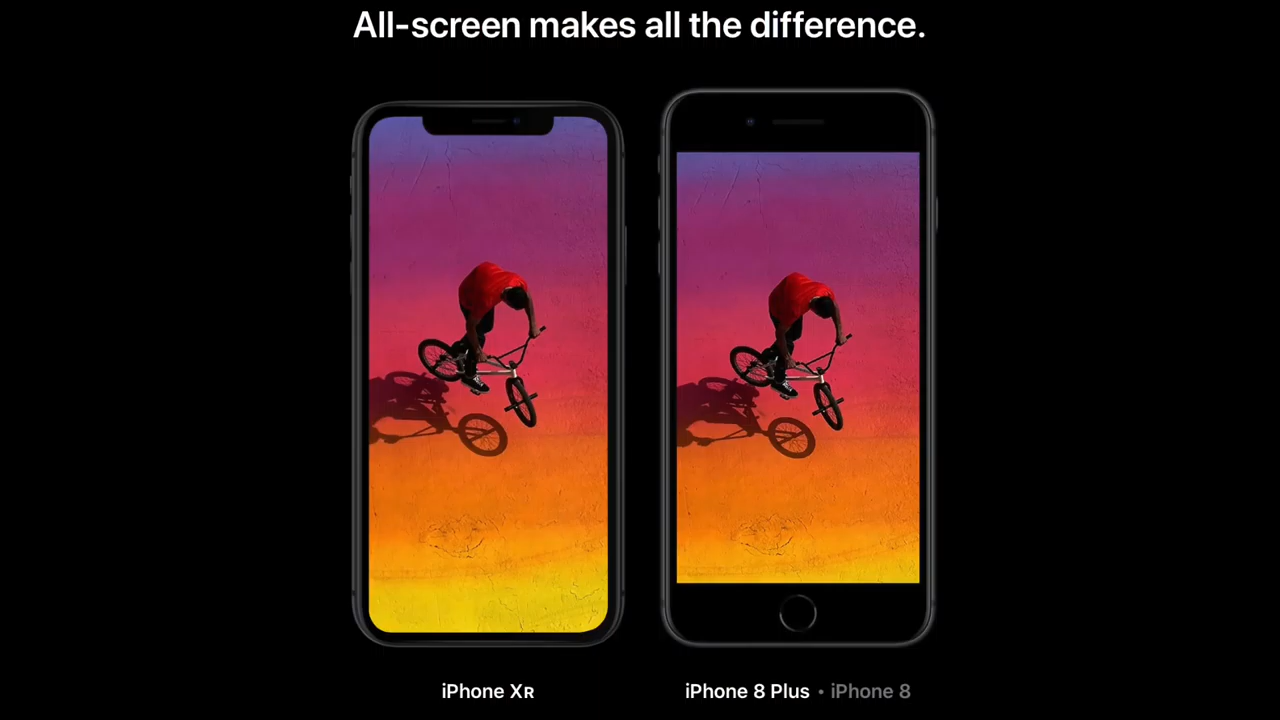 All-screen makes all the difference.
iPhone XR
iPhone 8 Plus • iPhone 8